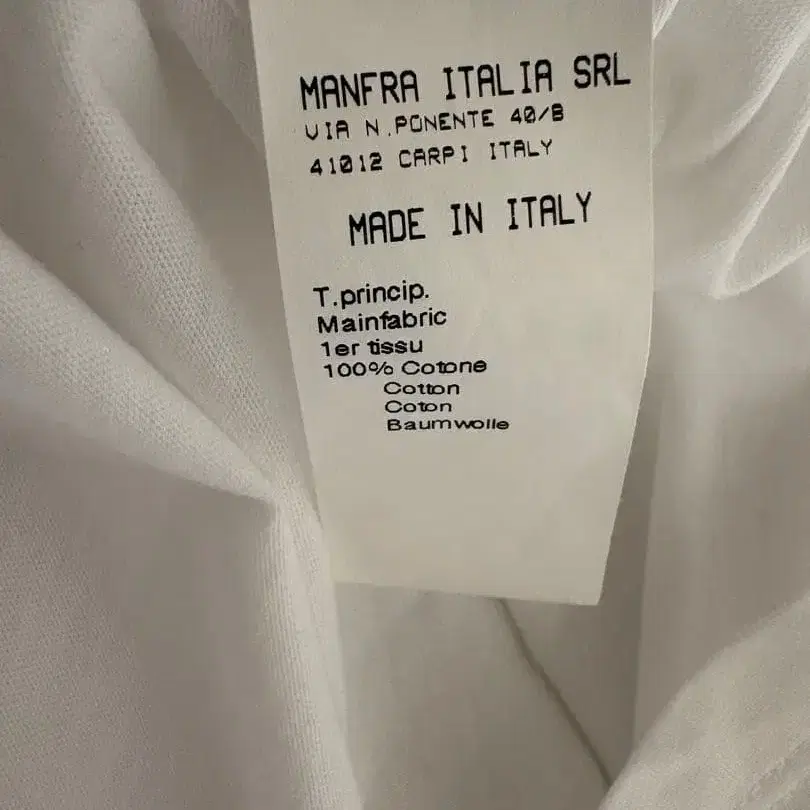 MANFRA ITALIA SRL
VIA N.PONENTE 40/B
41012 CARPI ITALY
MADE IN ITALY
T.princip.
Mainfabric
1er tissu
100% Cotone
Cotton
Coton
Baumwolle